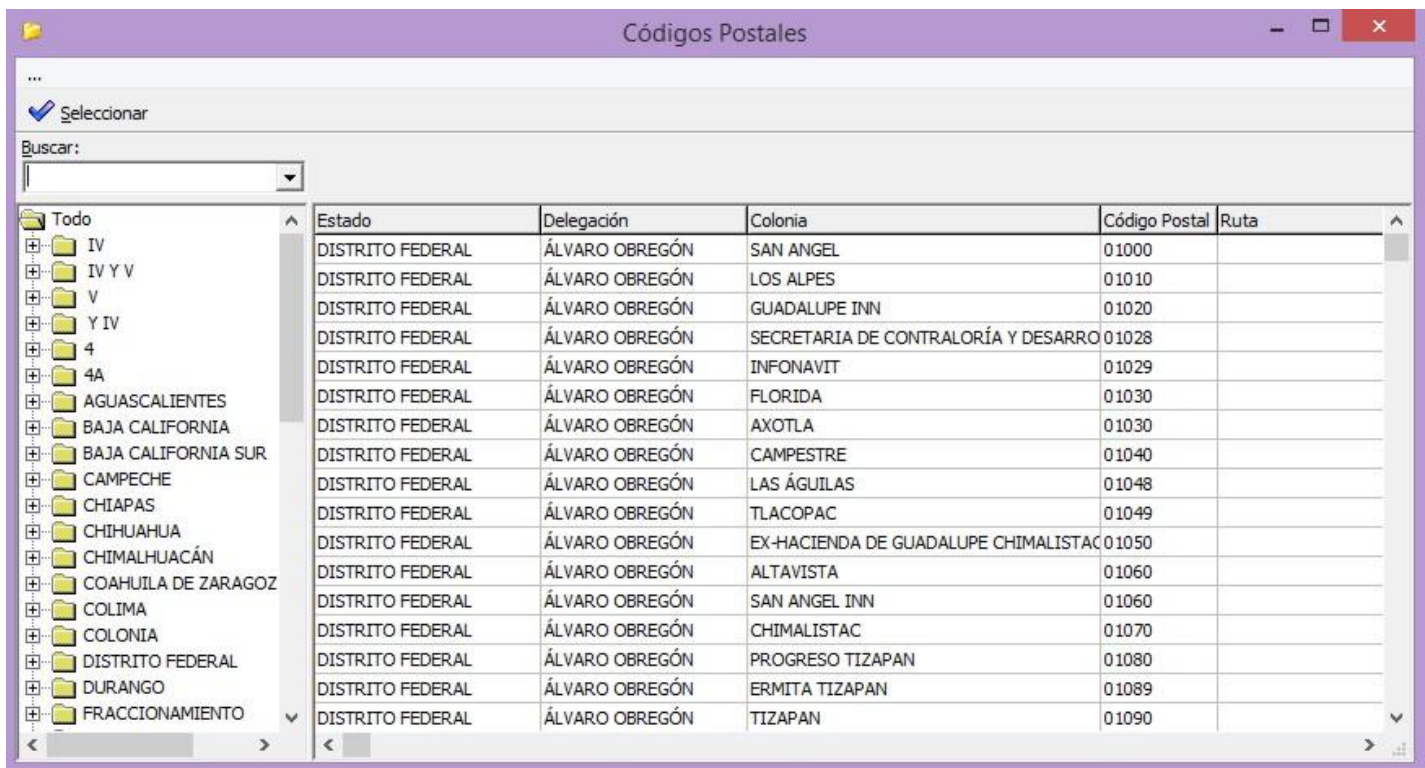 Códigos Postales
...
Seleccionar
Buscar:
Todo
IV
IV Y V
V
Y IV
4
4A
AGUASCALIENTES
BAJA CALIFORNIA
BAJA CALIFORNIA SUR
CAMPECHE
CHIAPAS
CHIHUAHUA
CHIMALHUACÁN
COAHUILA DE ZARAGOZ
COLIMA
COLONIA
DISTRITO FEDERAL
DURANGO
FRACCIONAMIENTO
Estado Delegación Colonia Código Postal Ruta
DISTRITO FEDERAL ÁLVARO OBREGÓN SAN ANGEL 01000
DISTRITO FEDERAL ÁLVARO OBREGÓN LOS ALPES 01010
DISTRITO FEDERAL ÁLVARO OBREGÓN GUADALUPE INN 01020
DISTRITO FEDERAL ÁLVARO OBREGÓN SECRETARIA DE CONTRALORÍA Y DESARRO 01028
DISTRITO FEDERAL ÁLVARO OBREGÓN INFONAVIT 01029
DISTRITO FEDERAL ÁLVARO OBREGÓN FLORIDA 01030
DISTRITO FEDERAL ÁLVARO OBREGÓN AXOTLA 01030
DISTRITO FEDERAL ÁLVARO OBREGÓN CAMPESTRE 01040
DISTRITO FEDERAL ÁLVARO OBREGÓN LAS ÁGUILAS 01048
DISTRITO FEDERAL ÁLVARO OBREGÓN TLACOPAC 01049
DISTRITO FEDERAL ÁLVARO OBREGÓN EX-HACIENDA DE GUADALUPE CHIMALISTAC 01050
DISTRITO FEDERAL ÁLVARO OBREGÓN ALTAVISTA 01060
DISTRITO FEDERAL ÁLVARO OBREGÓN SAN ANGEL INN 01060
DISTRITO FEDERAL ÁLVARO OBREGÓN CHIMALISTAC 01070
DISTRITO FEDERAL ÁLVARO OBREGÓN PROGRESO TIZAPAN 01080
DISTRITO FEDERAL ÁLVARO OBREGÓN ERMITA TIZAPAN 01089
DISTRITO FEDERAL ÁLVARO OBREGÓN TIZAPAN 01090